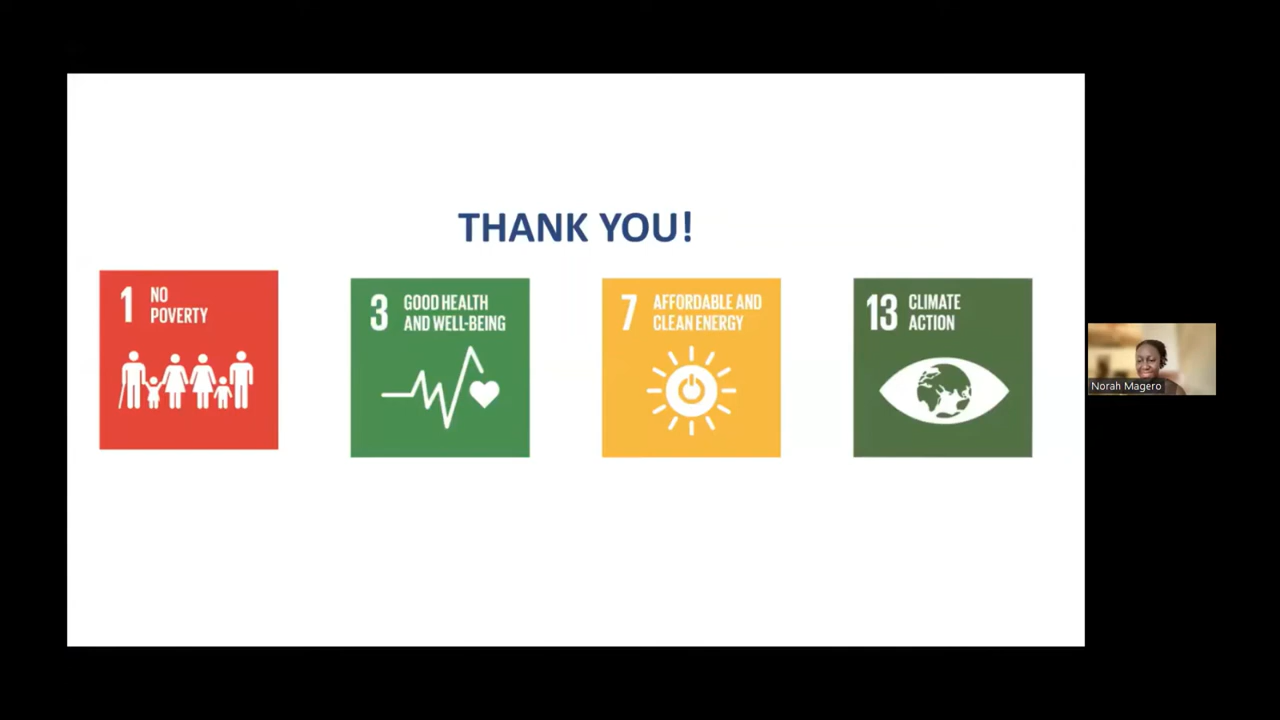 THANK YOU!
1 NO
POVERTY
3 GOOD HEALTH
AND WELL-BEING
7 AFFORDABLE AND
CLEAN ENERGY
13 CLIMATE
ACTION
Norah Magero